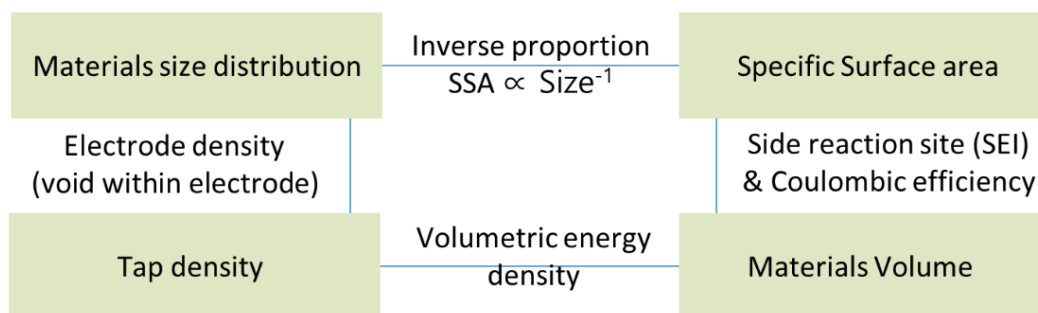 Materials size distribution
Inverse proportion
SSA ∝ Size⁻¹
Specific Surface area
Electrode density
(void within electrode)
Side reaction site (SEI)
& Coulombic efficiency
Tap density
Volumetric energy
density
Materials Volume